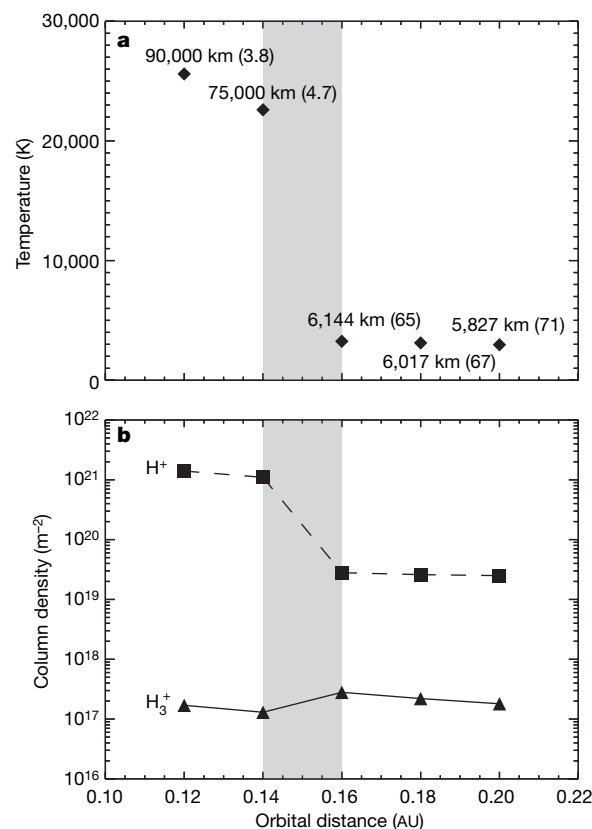 30,000
a
90,000 km (3.8)
75,000 km (4.7)
20,000
Temperature (K)
10,000
6,144 km (65)
5,827 km (71)
6,017 km (67)
0
10²²
b
H⁺
10²¹
10²⁰
Column density (m⁻²)
10¹⁹
10¹⁸
H₃⁺
10¹⁷
10¹⁶
0.10 0.12 0.14 0.16 0.18 0.20 0.22
Orbital distance (AU)